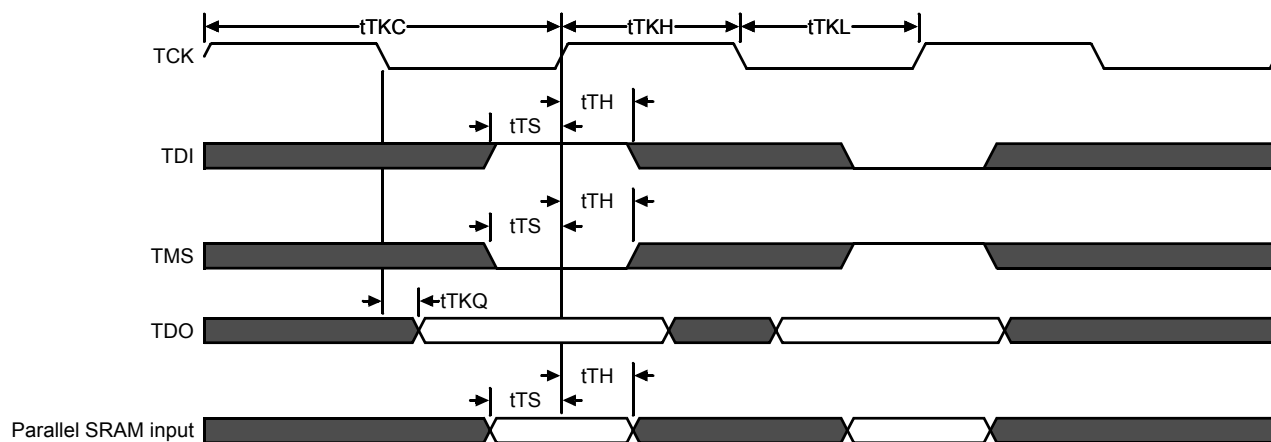 tTKC
tTKH
tTKL
TCK
tTH
tTS
TDI
tTH
tTS
TMS
tTKQ
TDO
tTH
tTS
Parallel SRAM input